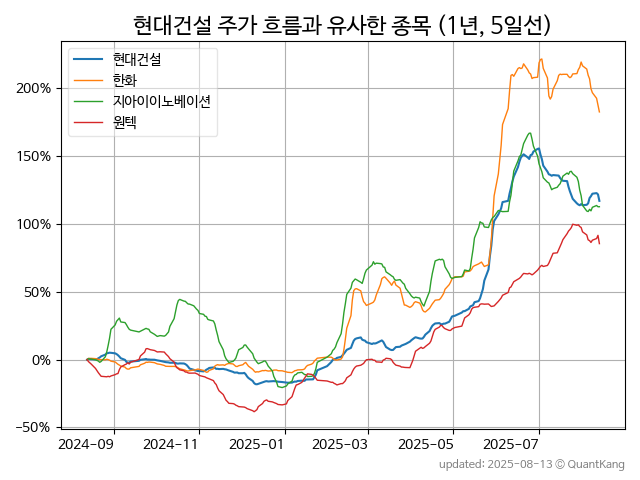 현대건설 주가 흐름과 유사한 종목 (1년, 5일선)
현대건설
한화
지아이이노베이션
원텍
200%
150%
100%
50%
0%
−50%
2024-09 2024-11 2025-01 2025-03 2025-05 2025-07
updated: 2025-08-13 © QuantKang